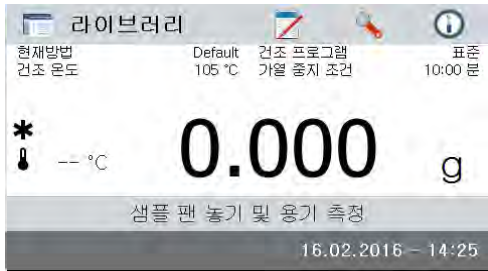 라이브러리
현재방법 Default 건조 프로그램 표준
건조 온도 105 °C 가열 중지 조건 10:00 분
-- °C 0.000 g
샘플 팬 놓기 및 용기 측정
16.02.2016 - 14:25